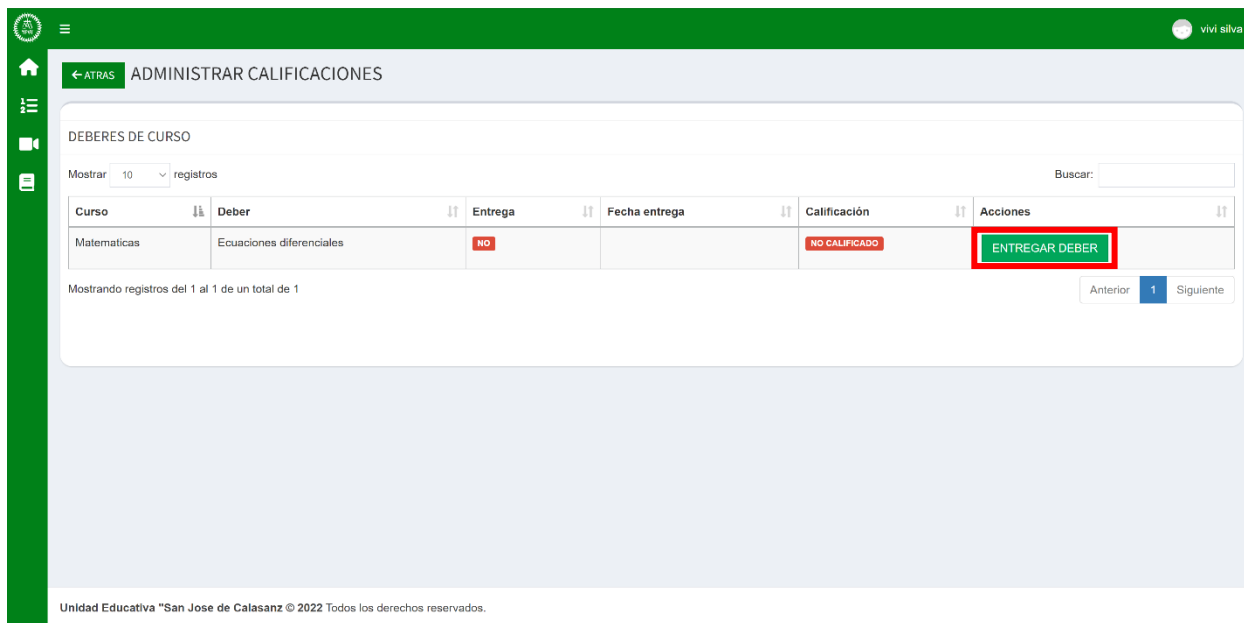 vivi silva
ATRAS ADMINISTRAR CALIFICACIONES
DEBERES DE CURSO
Mostrar 10 registros Buscar:
Curso Deber Entrega Fecha entrega Calificación Acciones
Matematicas Ecuaciones diferenciales NO NO CALIFICADO ENTREGAR DEBER
Mostrando registros del 1 al 1 de un total de 1 Anterior 1 Siguiente
Unidad Educativa "San Jose de Calasanz © 2022 Todos los derechos reservados.